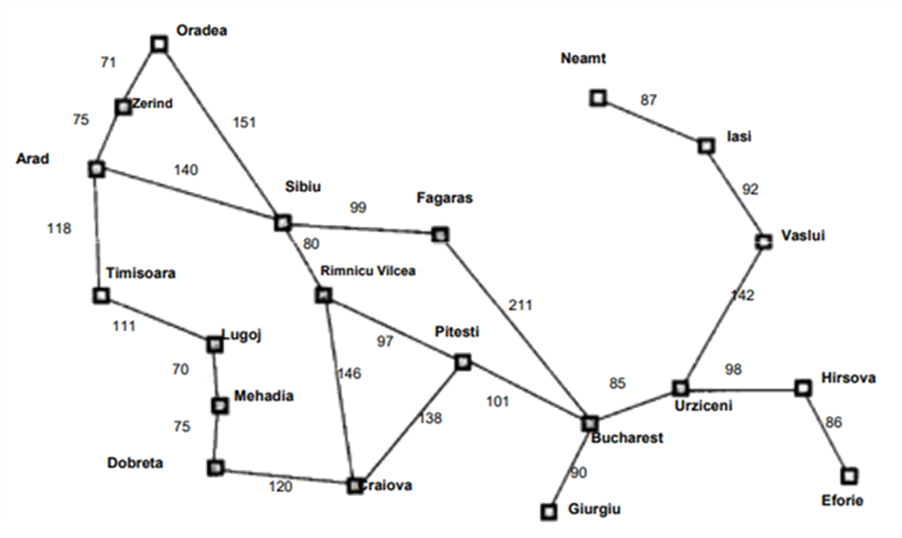 Oradea
Neamt
71
87
Zerind
75
151
Iasi
Arad
140
Sibiu
92
99
Fagaras
118
Vaslui
80
Timisoara
Rimnicu Vilcea
142
211
111
Lugoj
97
Pitesti
70
146
85
98
Hirsova
Mehadia
101
Urziceni
138
86
75
Bucharest
Dobreta
90
120
Craiova
Eforie
Giurgiu